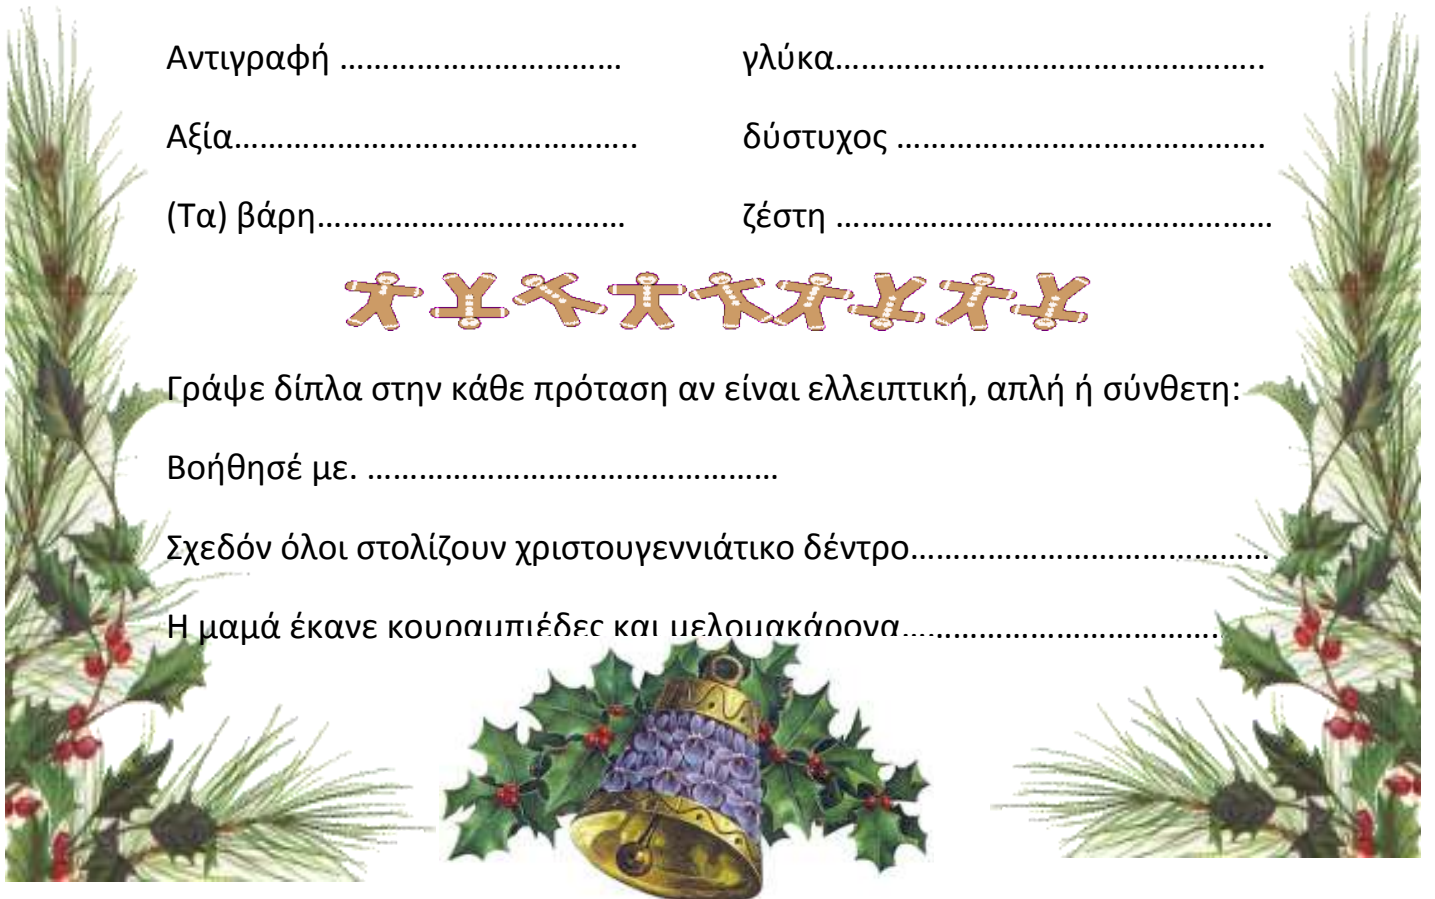 Αντιγραφή ………………………… γλύκα……………………………………..
Αξία………………………………….. δύστυχος …………………………………
(Τα) βάρη…………………………… ζέστη ………………………………………
Γράψε δίπλα στην κάθε πρόταση αν είναι ελλειπτική, απλή ή σύνθετη:
Βοήθησέ με. …………………………………….
Σχεδόν όλοι στολίζουν χριστουγεννιάτικο δέντρο…………………………………
Η μαμά έκανε κουραμπιέδες και μελομακάρονα……………………………